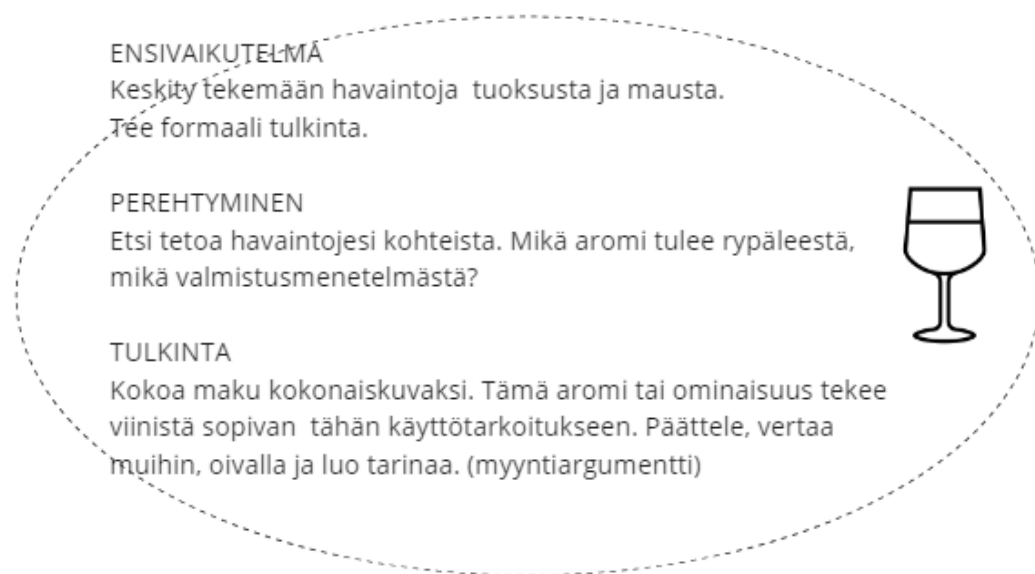 ENSIVAIKUTELMA
Keskity tekemään havaintoja tuoksusta ja mausta.
Tee formaali tulkinta.
PEREHTYMINEN
Etsi tetoa havaintojesi kohteista. Mikä aromi tulee rypäleestä,
mikä valmistusmenetelmästä?
TULKINTA
Kokoa maku kokonaiskuvaksi. Tämä aromi tai ominaisuus tekee
viinistä sopivan tähän käyttötarkoitukseen. Päättele, vertaa
muihin, oivalla ja luo tarinaa. (myyntiargumentti)